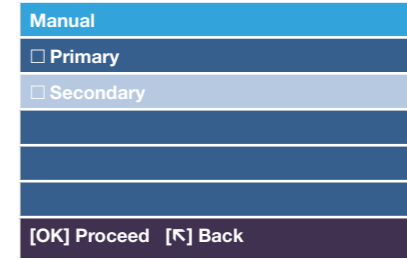 Manual
☐ Primary
☐ Secondary
[OK] Proceed [↖] Back